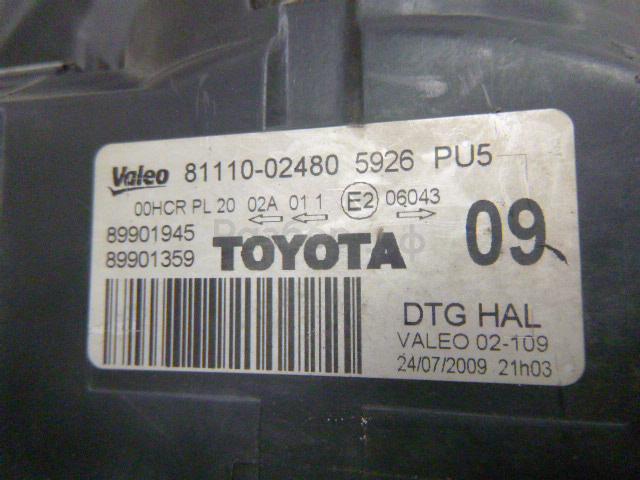 Valeo 81110-02480 5926 PU5
00HCR PL 20 02A 01 1 E2 06043
89901945
89901359
TOYOTA
09
DTG HAL
VALEO 02-109
24/07/2009 21h03